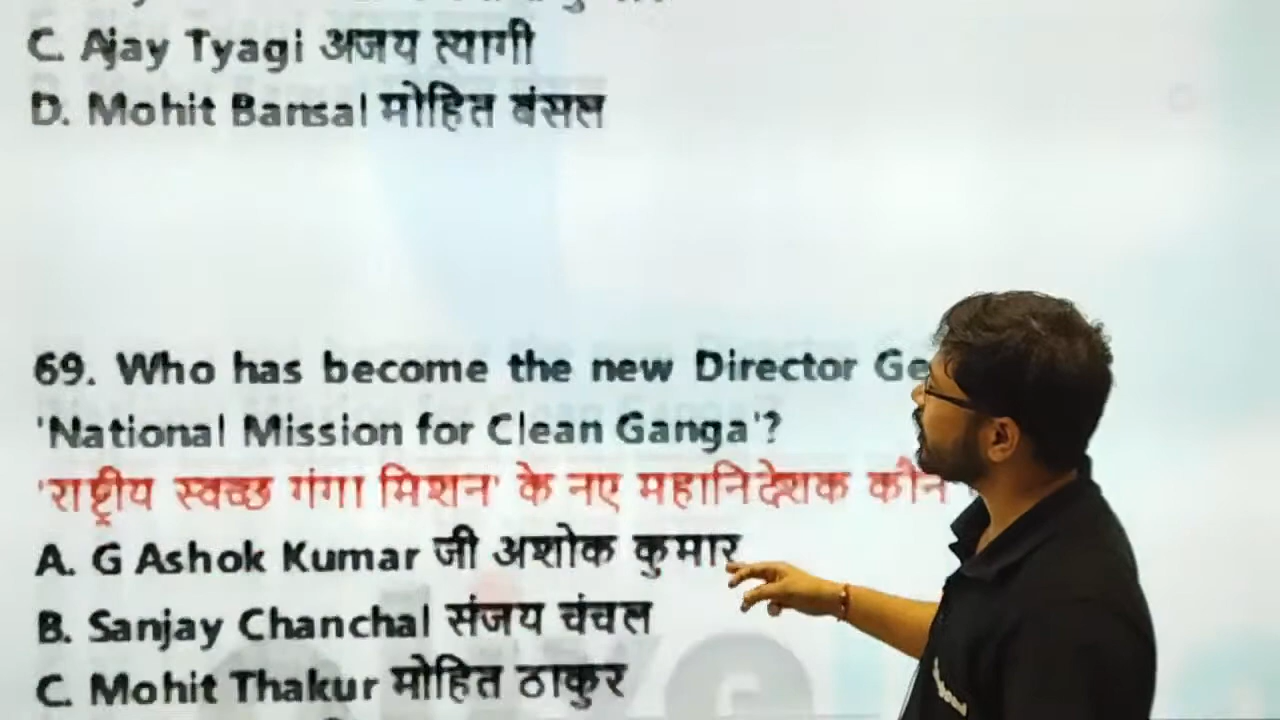 C. Ajay Tyagi अजय त्यागी
D. Mohit Bansal मोहित बंसल
69. Who has become the new Director Ge
'National Mission for Clean Ganga'?
'राष्ट्रीय स्वच्छ गंगा मिशन' के नए महानिदेशक कौन
A. G Ashok Kumar जी अशोक कुमार
B. Sanjay Chanchal संजय चंचल
C. Mohit Thakur मोहित ठाकुर